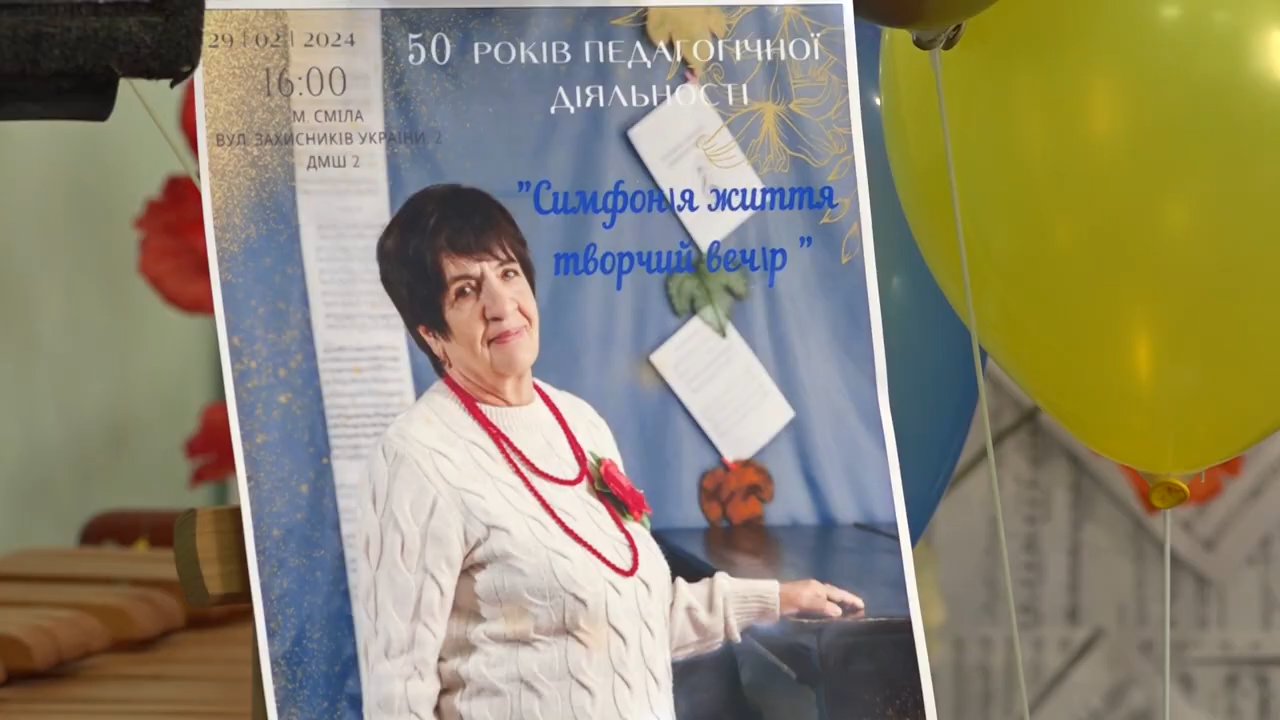 29 | 02 | 2024
16:00
М. СМІЛА
ВУЛ. ЗАХИСНИКІВ УКРАЇНИ, 2
ДМШ 2
50 РОКІВ ПЕДАГОГІЧНОЇ
ДІЯЛЬНОСТІ
"Симфонія життя
творчий вечір "